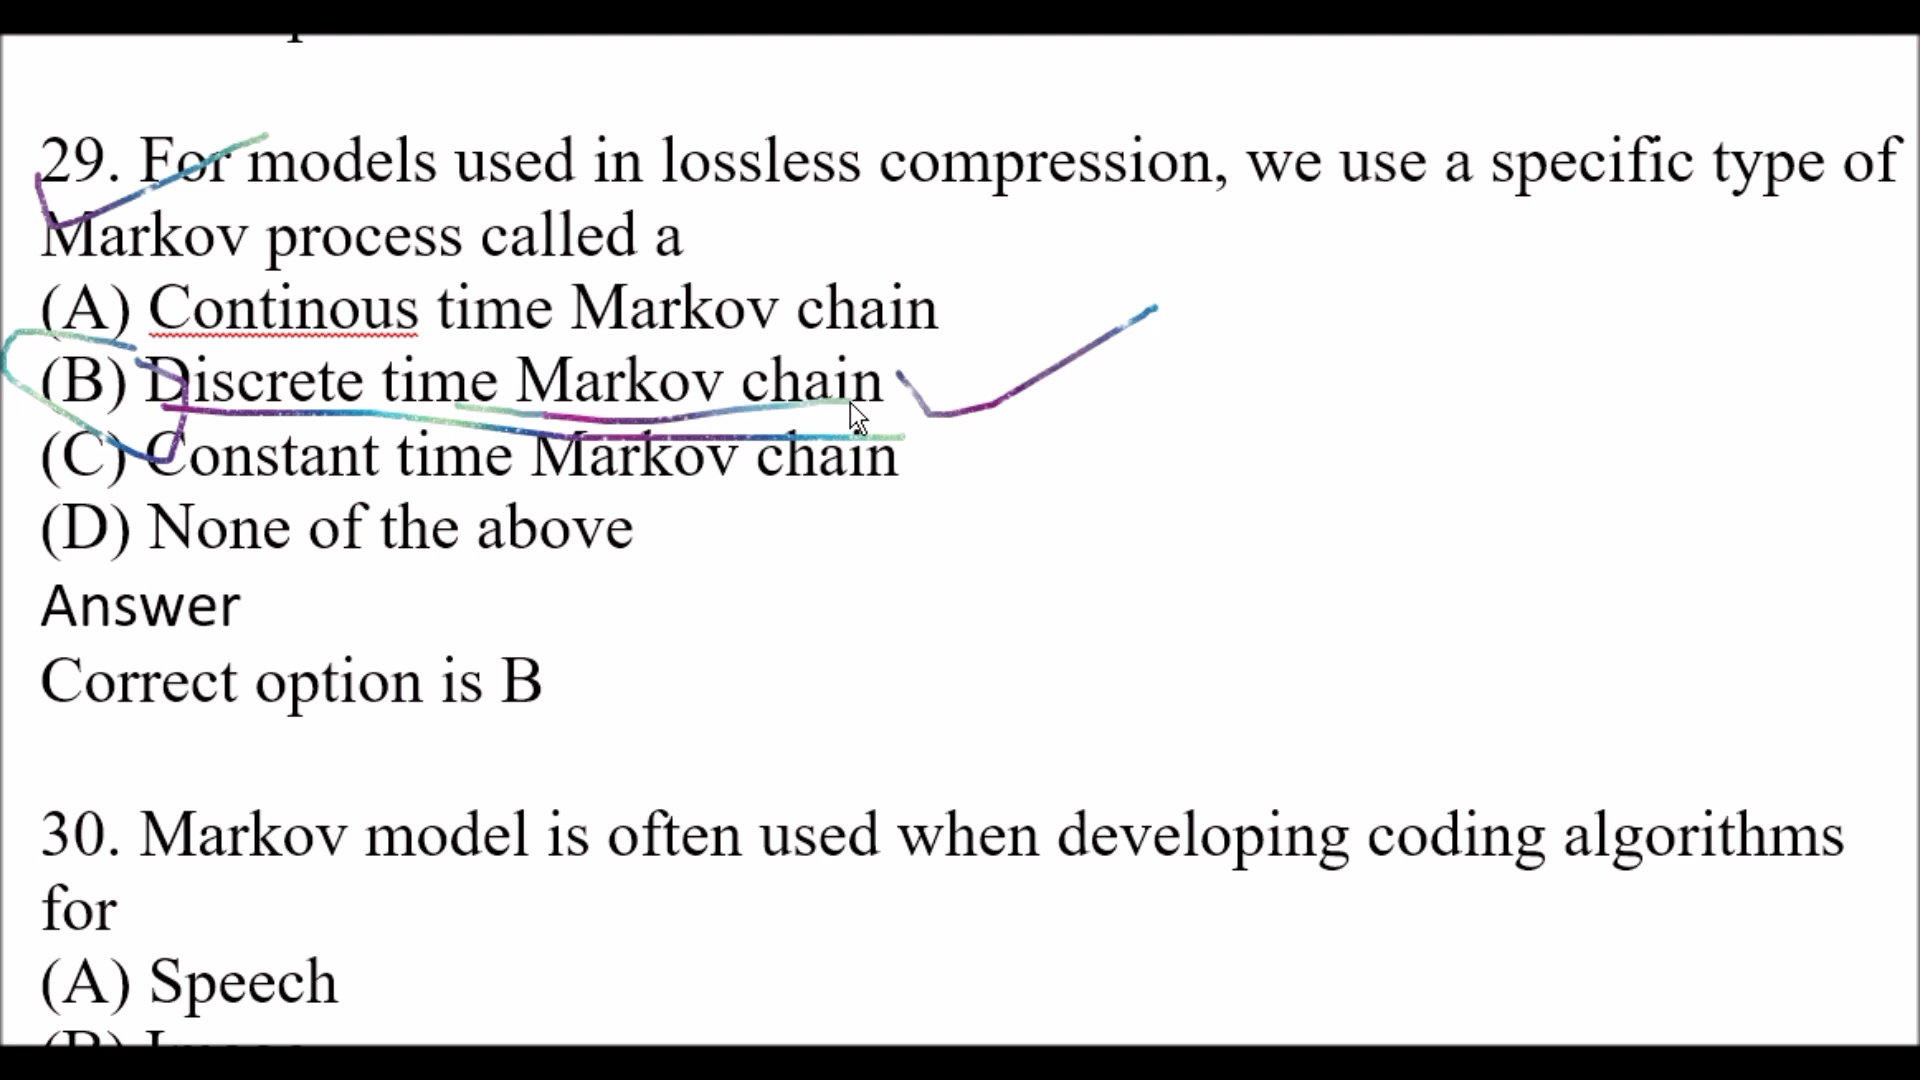 29. For models used in lossless compression, we use a specific type of
Markov process called a
(A) Continous time Markov chain
(B) Discrete time Markov chain
(C) Constant time Markov chain
(D) None of the above
Answer
Correct option is B
30. Markov model is often used when developing coding algorithms
for
(A) Speech